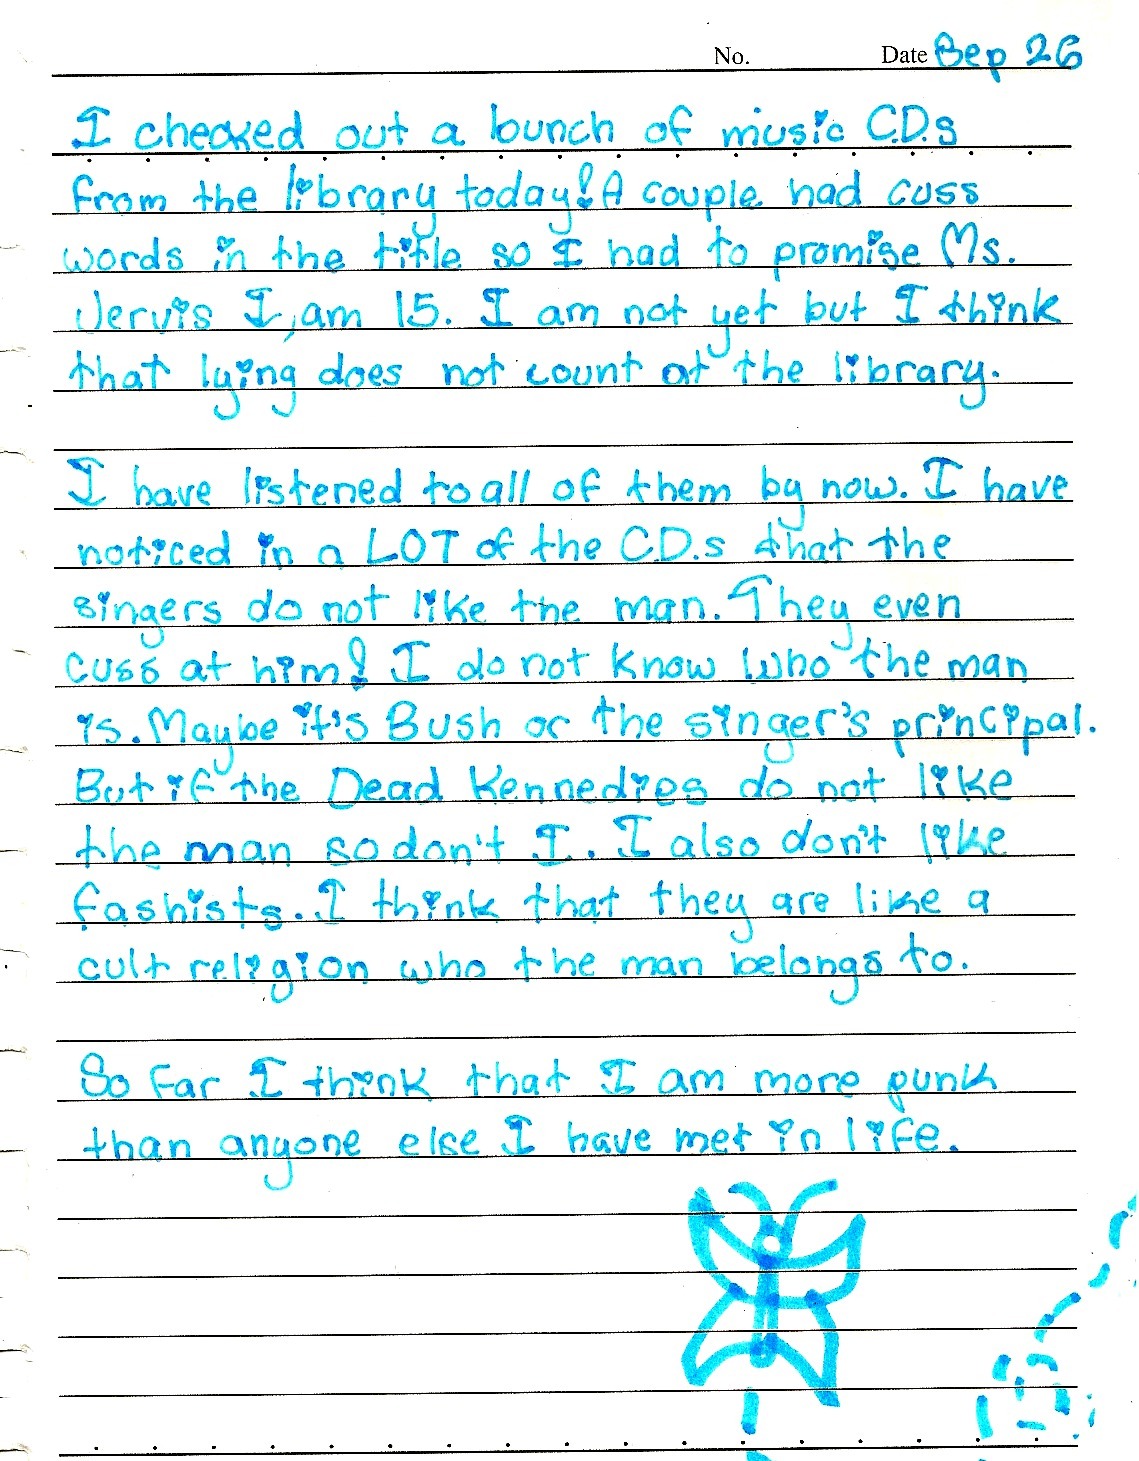 No. Date Sep 26
I checked out a bunch of music C.D.s
from the library today! A couple had cuss
words in the title so I had to promise Ms.
Jervis I am 15. I am not yet but I think
that lying does not count at the library.
I have listened to all of them by now. I have
noticed in a LOT of the C.D.s that the
singers do not like the man. They even
cuss at him! I do not know who the man
is. Maybe it's Bush or the singer's principal.
But if the Dead Kennedies do not like
the man so don't I. I also don't like
fashists. I think that they are like a
cult religion who the man belongs to.
So far I think that I am more punk
than anyone else I have met in life.